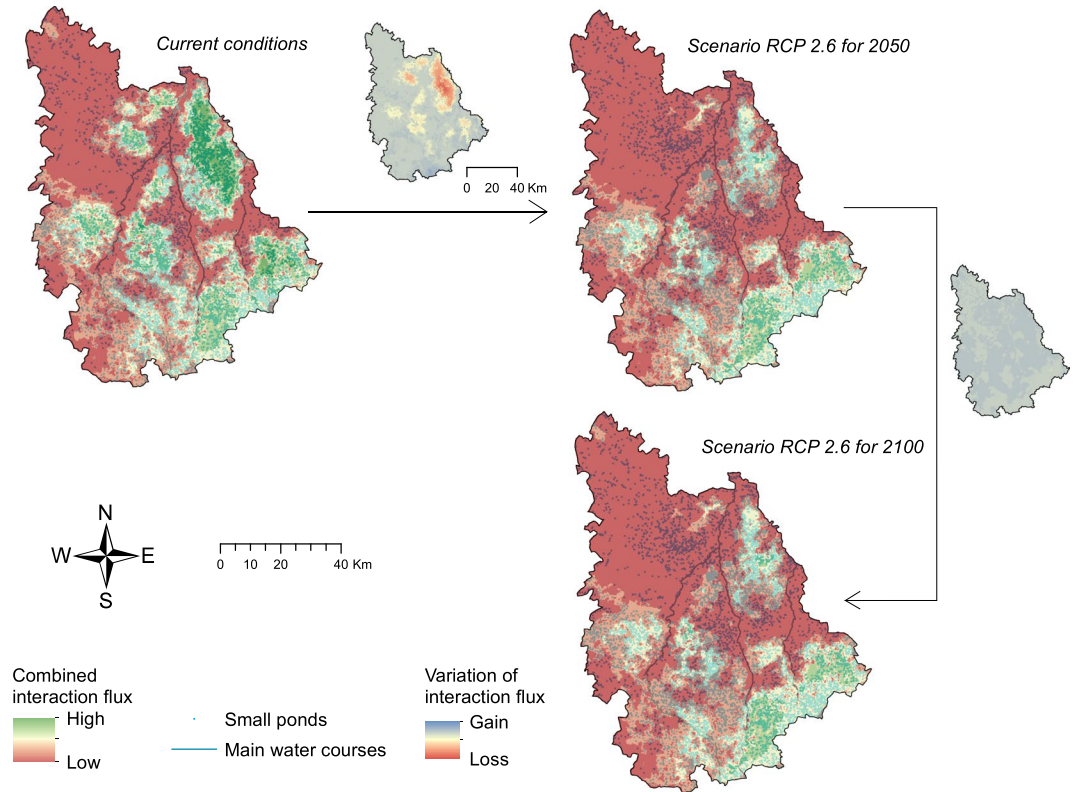 Current conditions
Scenario RCP 2.6 for 2050
0 20 40 Km
Scenario RCP 2.6 for 2100
N
W E
S
0 10 20 40 Km
Combined
interaction flux
High
Low
Small ponds
Main water courses
Variation of
interaction flux
Gain
Loss